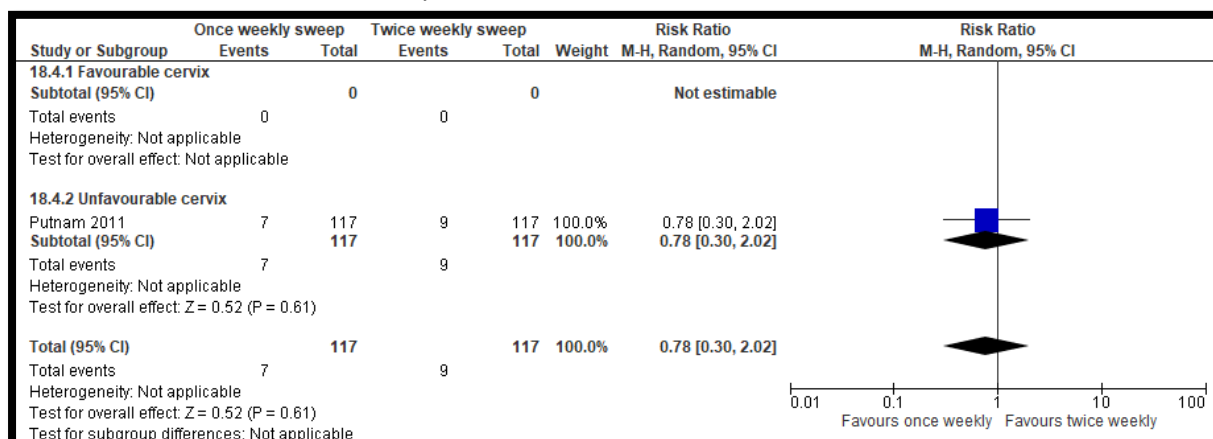 Once weekly sweep Twice weekly sweep Risk Ratio Risk Ratio
Study or Subgroup Events Total Events Total Weight M-H, Random, 95% CI M-H, Random, 95% CI
18.4.1 Favourable cervix
Subtotal (95% CI) 0 0 Not estimable
Total events 0 0
Heterogeneity: Not applicable
Test for overall effect: Not applicable
18.4.2 Unfavourable cervix
Putnam 2011 7 117 9 117 100.0% 0.78 [0.30, 2.02]
Subtotal (95% CI) 117 117 100.0% 0.78 [0.30, 2.02]
Total events 7 9
Heterogeneity: Not applicable
Test for overall effect: Z = 0.52 (P = 0.61)
Total (95% CI) 117 117 100.0% 0.78 [0.30, 2.02]
Total events 7 9
Heterogeneity: Not applicable
Test for overall effect: Z = 0.52 (P = 0.61)
Test for subgroup differences: Not applicable
0.01 0.1 1 10 100
Favours once weekly Favours twice weekly